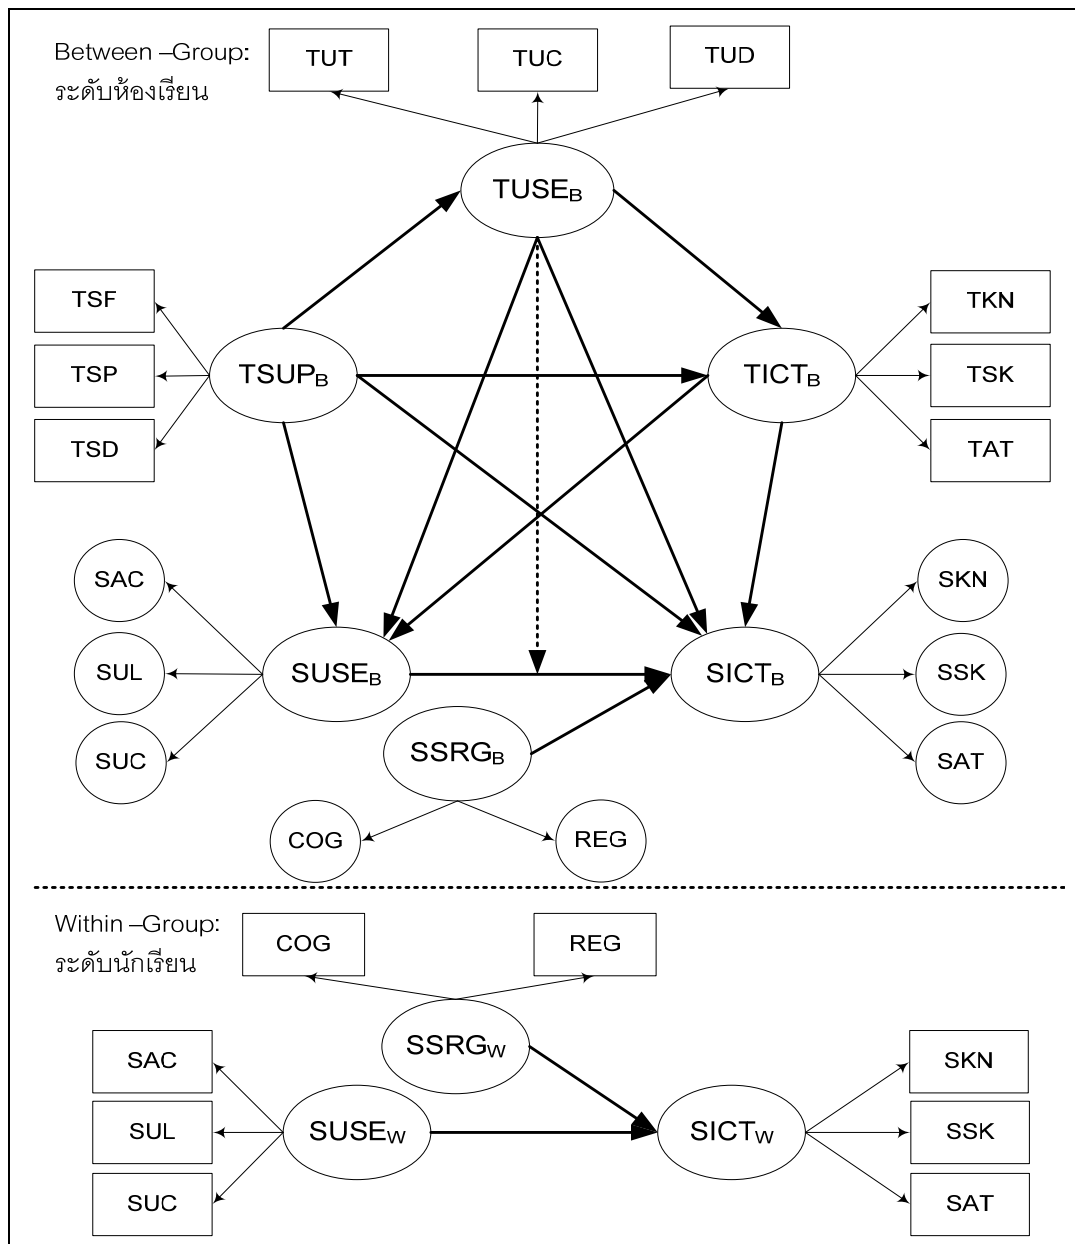 Between –Group:
ระดับห้องเรียน
TUT
TUC
TUD
TUSEB
TSF
TSP
TSD
TSUPB
TICTB
TKN
TSK
TAT
SAC
SUL
SUC
SUSEB
SICTB
SKN
SSK
SAT
SSRGB
COG
REG
Within –Group:
ระดับนักเรียน
COG
REG
SSRGW
SAC
SUL
SUC
SUSEW
SICTW
SKN
SSK
SAT